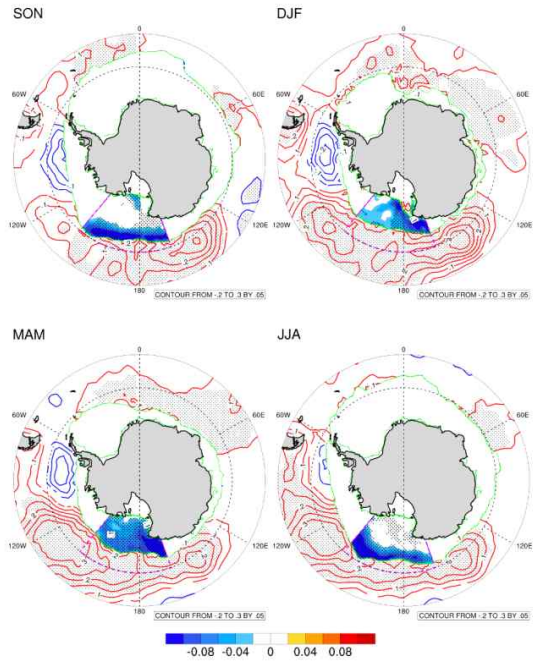 SON
DJF
0
0
60W
60E
60W
60E
120W
120E
120W
120E
180
180
CONTOUR FROM -.2 TO .3 BY .05
CONTOUR FROM -.2 TO .3 BY .05
MAM
JJA
0
0
60W
60E
60W
60E
120W
120E
120W
120E
180
180
CONTOUR FROM -.2 TO .3 BY .05
CONTOUR FROM -.2 TO .3 BY .05
-0.08 -0.04 0 0.04 0.08